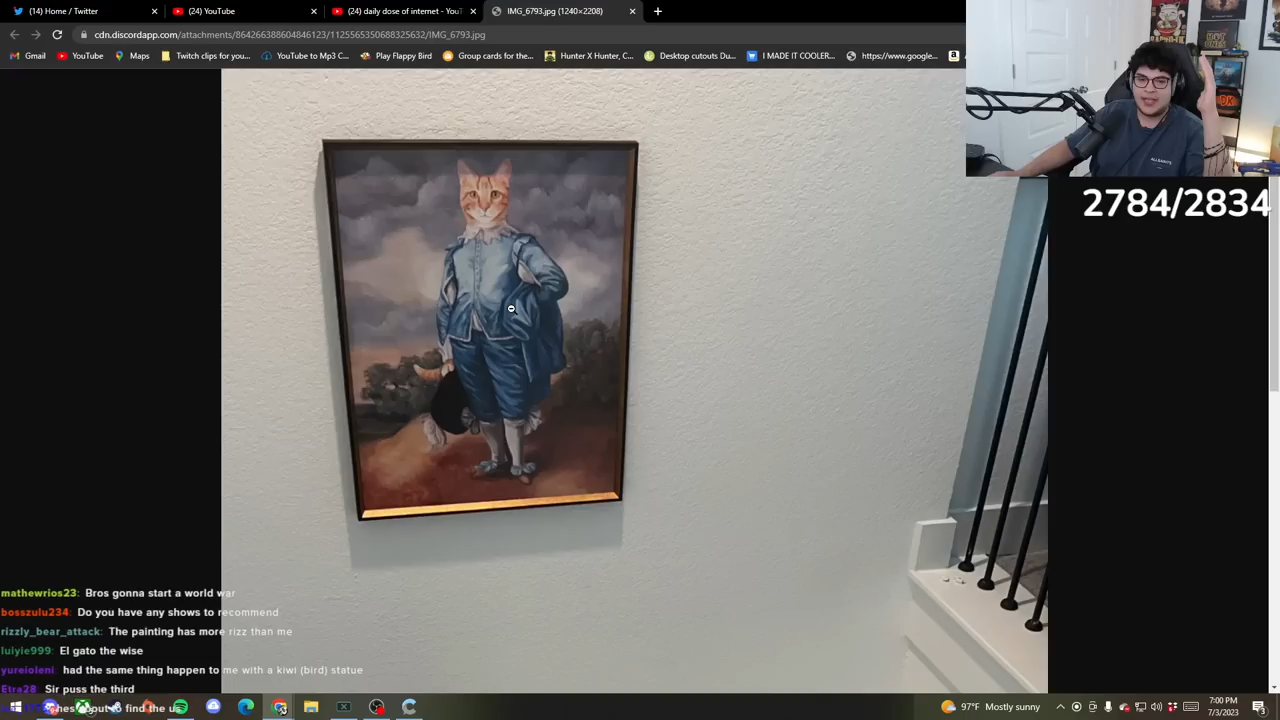 (14) Home / Twitter
(24) YouTube
(24) daily dose of internet - YouT
IMG_6793.jpg (1240×2208)
cdn.discordapp.com/attachments/864266388604846123/1125565350688325632/IMG_6793.jpg
Gmail
YouTube
Maps
Twitch clips for you...
YouTube to Mp3 C...
Play Flappy Bird
Group cards for the...
Hunter X Hunter, C...
Desktop cutouts Du...
I MADE IT COOLER...
https://www.google...
DK
2784/2834
mathewrios23: Bros gonna start a world war
bosszulu234: Do you have any shows to recommend
rizzly_bear_attack: The painting has more rizz than me
luiyie999: El gato the wise
yureioleni: had the same thing happen to me with a kiwi (bird) statue
Etra28: Sir puss the third
97°F Mostly sunny
7:00 PM
7/3/2023